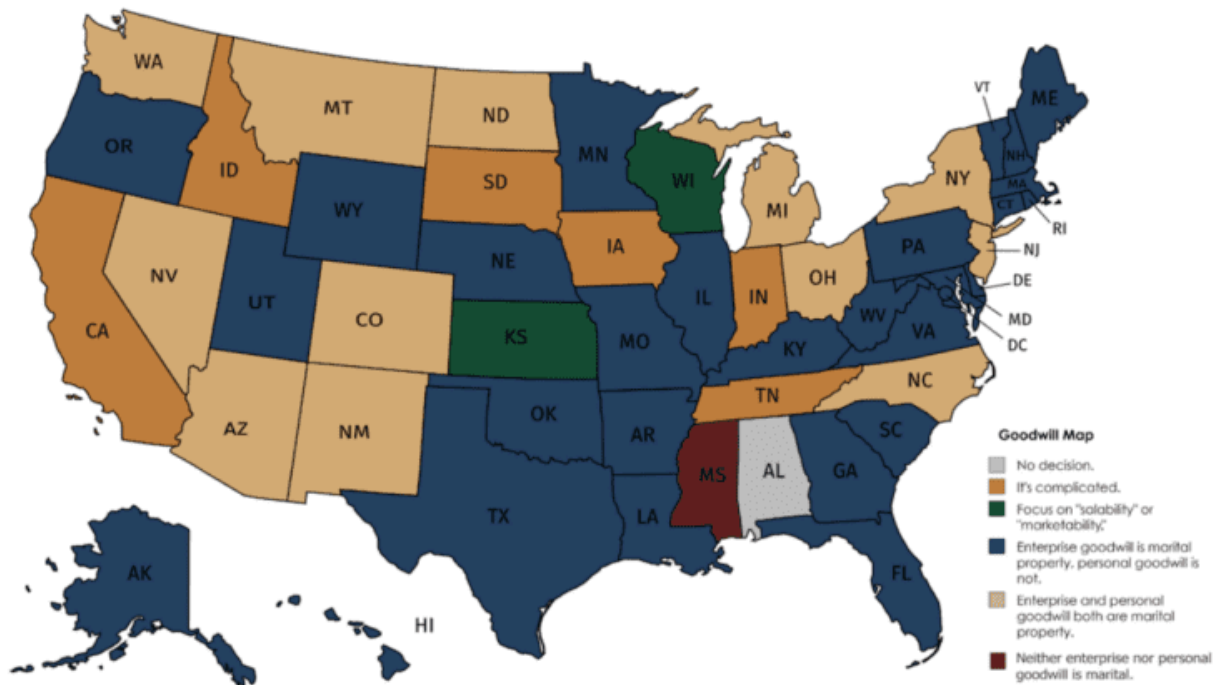 WA
MT
ND
MN
VT
ME
OR
ID
SD
WI
NH
NY
MA
WY
MI
CT
RI
IA
PA
NJ
NE
NV
OH
DE
IL
IN
UT
CO
WV
MD
CA
KS
MO
VA
DC
KY
NC
TN
AZ
NM
OK
AR
SC
MS
AL
GA
TX
LA
AK
FL
HI
Goodwill Map
No decision.
It's complicated.
Focus on "salability" or
"marketability,"
Enterprise goodwill is marital
property, personal goodwill is
not.
Enterprise and personal
goodwill both are marital
property.
Neither enterprise nor personal
goodwill is marital.